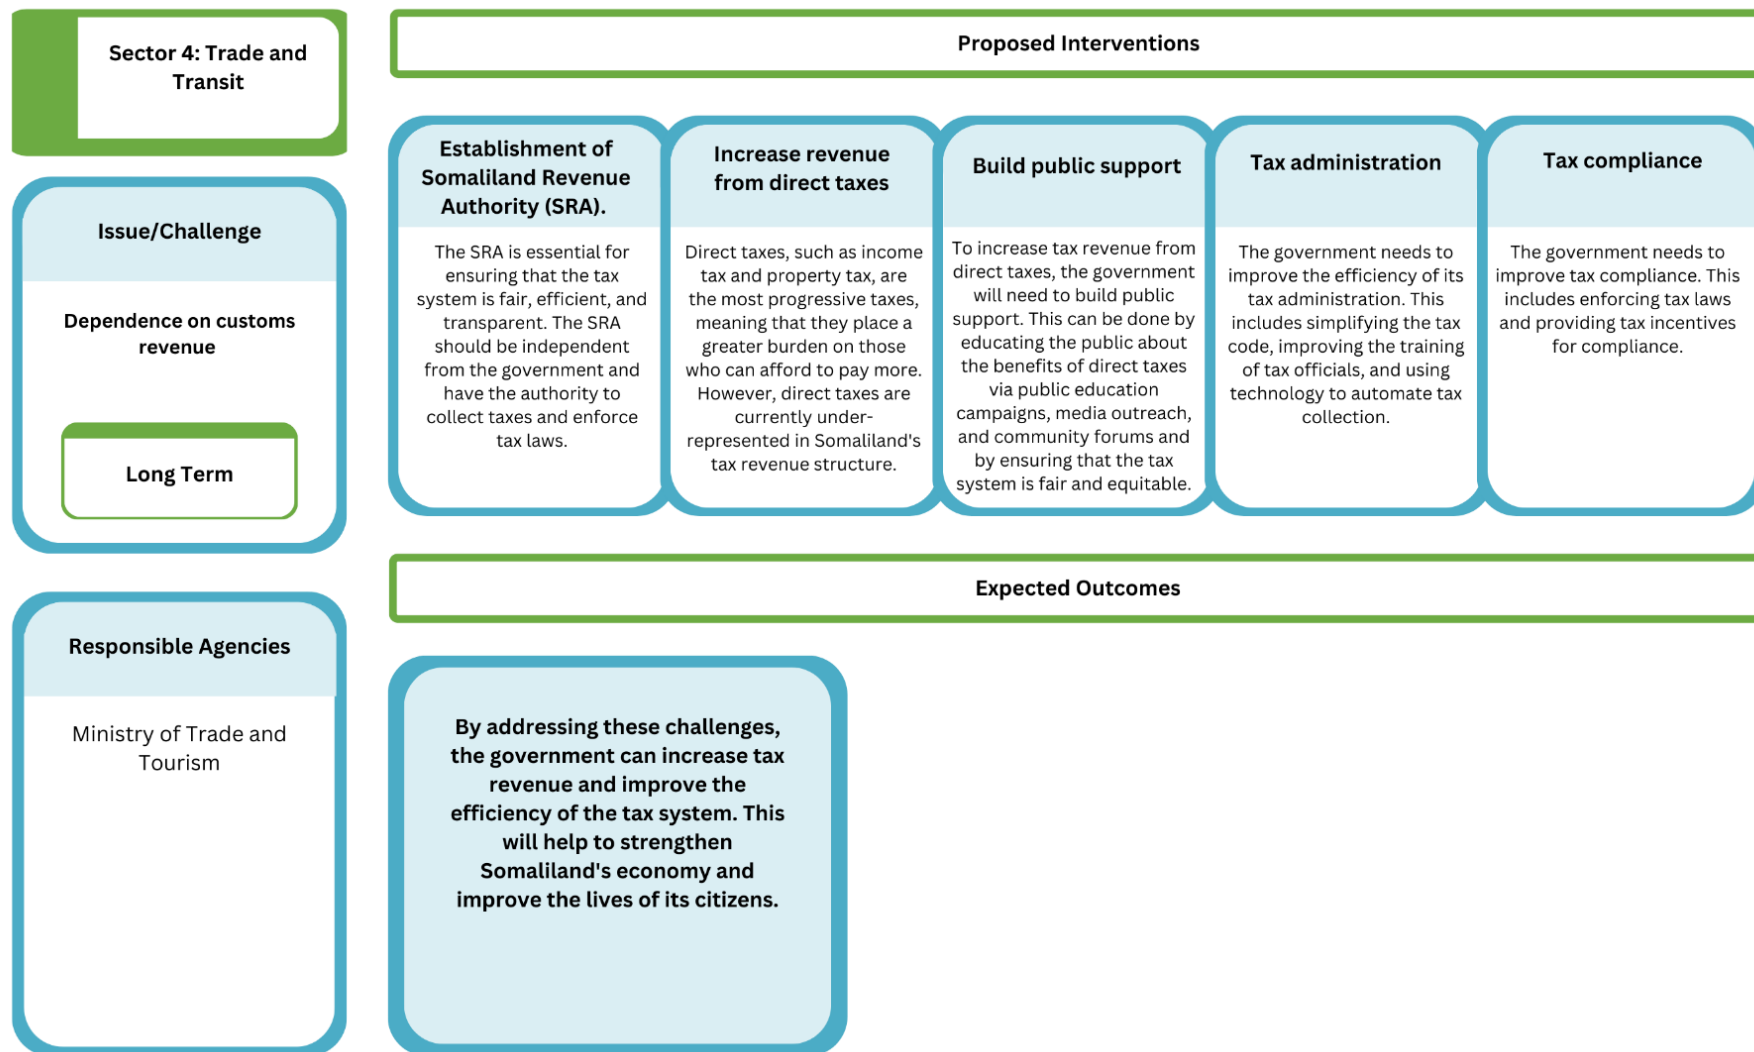 Sector 4: Trade and
Transit
Issue/Challenge
Dependence on customs
revenue
Long Term
Responsible Agencies
Ministry of Trade and
Tourism
Proposed Interventions
Establishment of
Somaliland Revenue
Authority (SRA).
The SRA is essential for
ensuring that the tax
system is fair, efficient, and
transparent. The SRA
should be independent
from the government and
have the authority to
collect taxes and enforce
tax laws.
Increase revenue
from direct taxes
Direct taxes, such as income
tax and property tax, are
the most progressive taxes,
meaning that they place a
greater burden on those
who can afford to pay more.
However, direct taxes are
currently under-
represented in Somaliland's
tax revenue structure.
Build public support
To increase tax revenue from
direct taxes, the government
will need to build public
support. This can be done by
educating the public about
the benefits of direct taxes
via public education
campaigns, media outreach,
and community forums and
by ensuring that the tax
system is fair and equitable.
Tax administration
The government needs to
improve the efficiency of its
tax administration. This
includes simplifying the tax
code, improving the training
of tax officials, and using
technology to automate tax
collection.
Tax compliance
The government needs to
improve tax compliance. This
includes enforcing tax laws
and providing tax incentives
for compliance.
Expected Outcomes
By addressing these challenges,
the government can increase tax
revenue and improve the
efficiency of the tax system. This
will help to strengthen
Somaliland's economy and
improve the lives of its citizens.